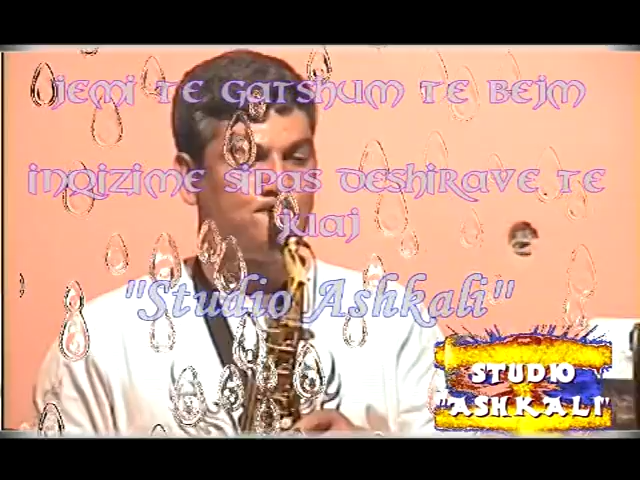 JEMI TE GATSHUM TE BEJM
INQIZIME SIPAS DESHIRAVE TE
JUAJ
"Studio Ashkali"
STUDIO
"ASHKALI"